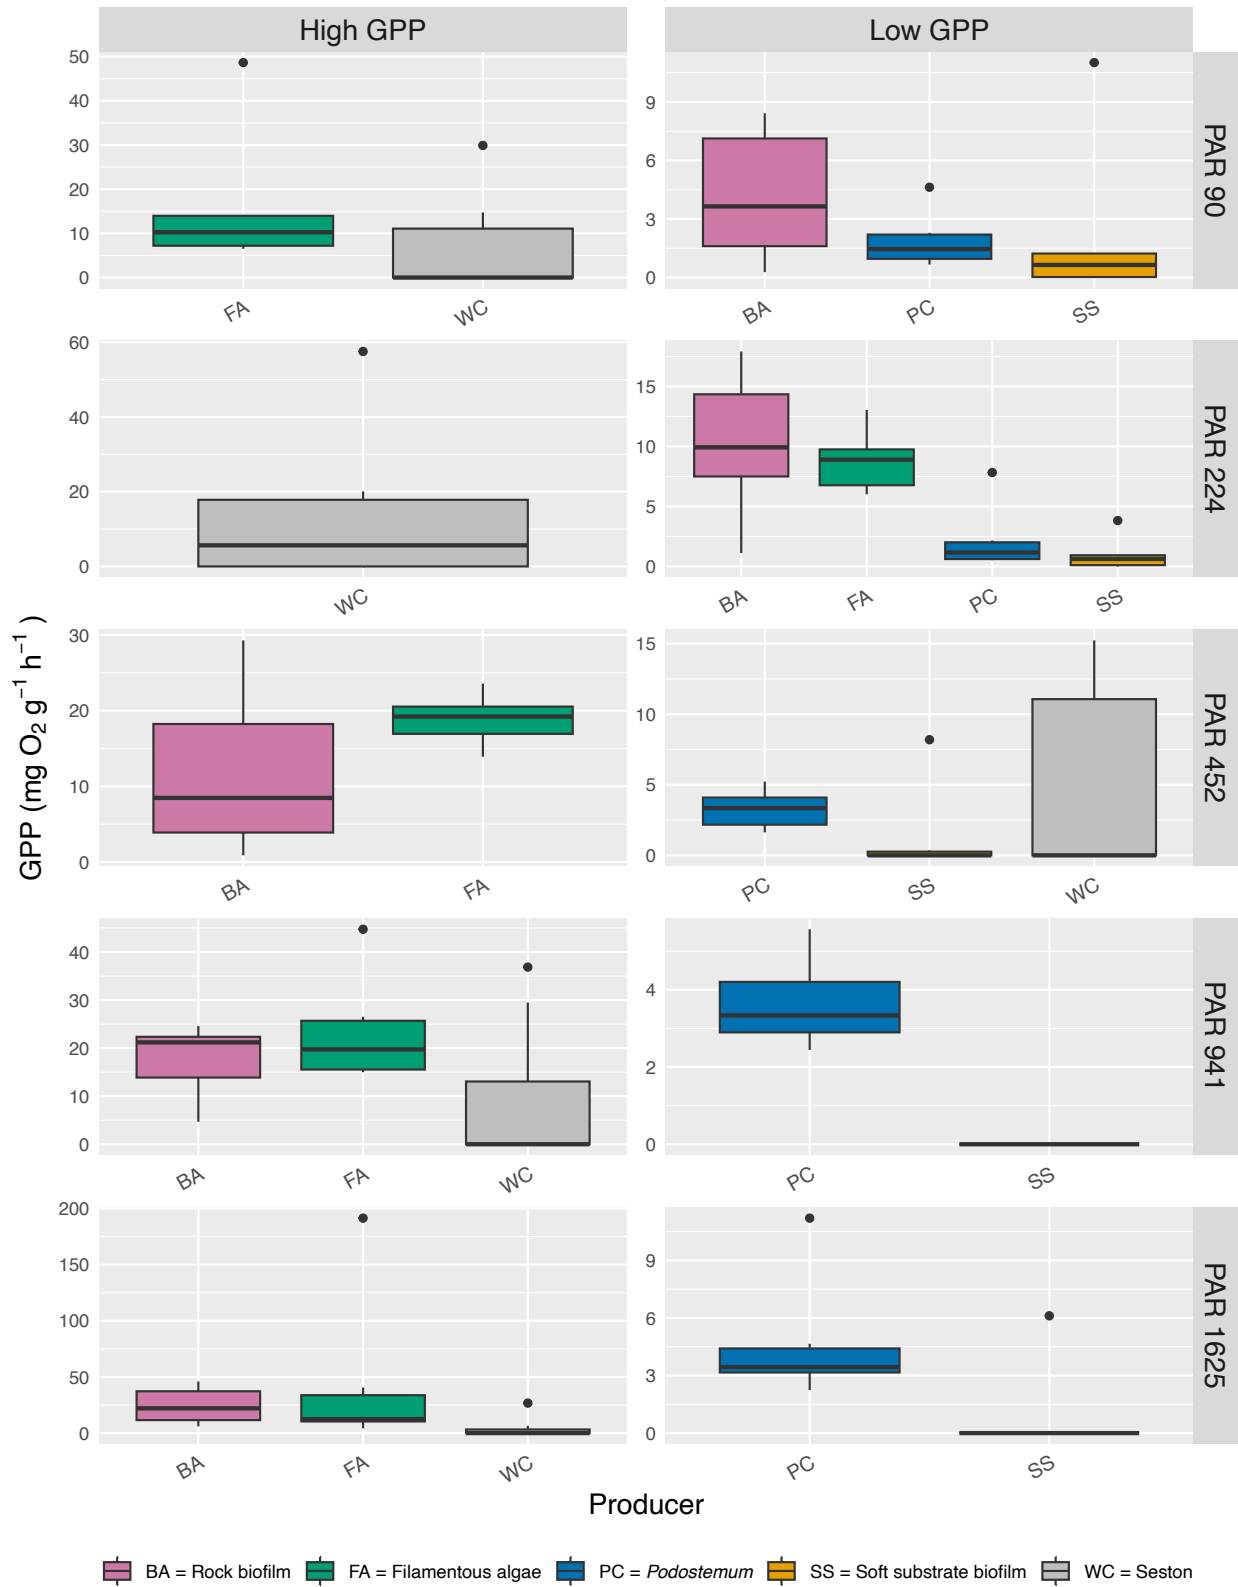 High GPP
Low GPP
50
40
30
20
10
0
FA
WC
9
6
3
0
BA
PC
SS
PAR 90
60
40
20
0
WC
15
10
5
0
BA
FA
PC
SS
PAR 224
30
20
10
0
BA
FA
15
10
5
0
PC
SS
WC
PAR 452
40
30
20
10
0
BA
FA
WC
4
2
0
PC
SS
PAR 941
200
150
100
50
0
BA
FA
WC
9
6
3
0
PC
SS
PAR 1625
GPP (mg O₂ g⁻¹ h⁻¹ )
Producer
BA = Rock biofilm FA = Filamentous algae PC = Podostemum SS = Soft substrate biofilm WC = Seston